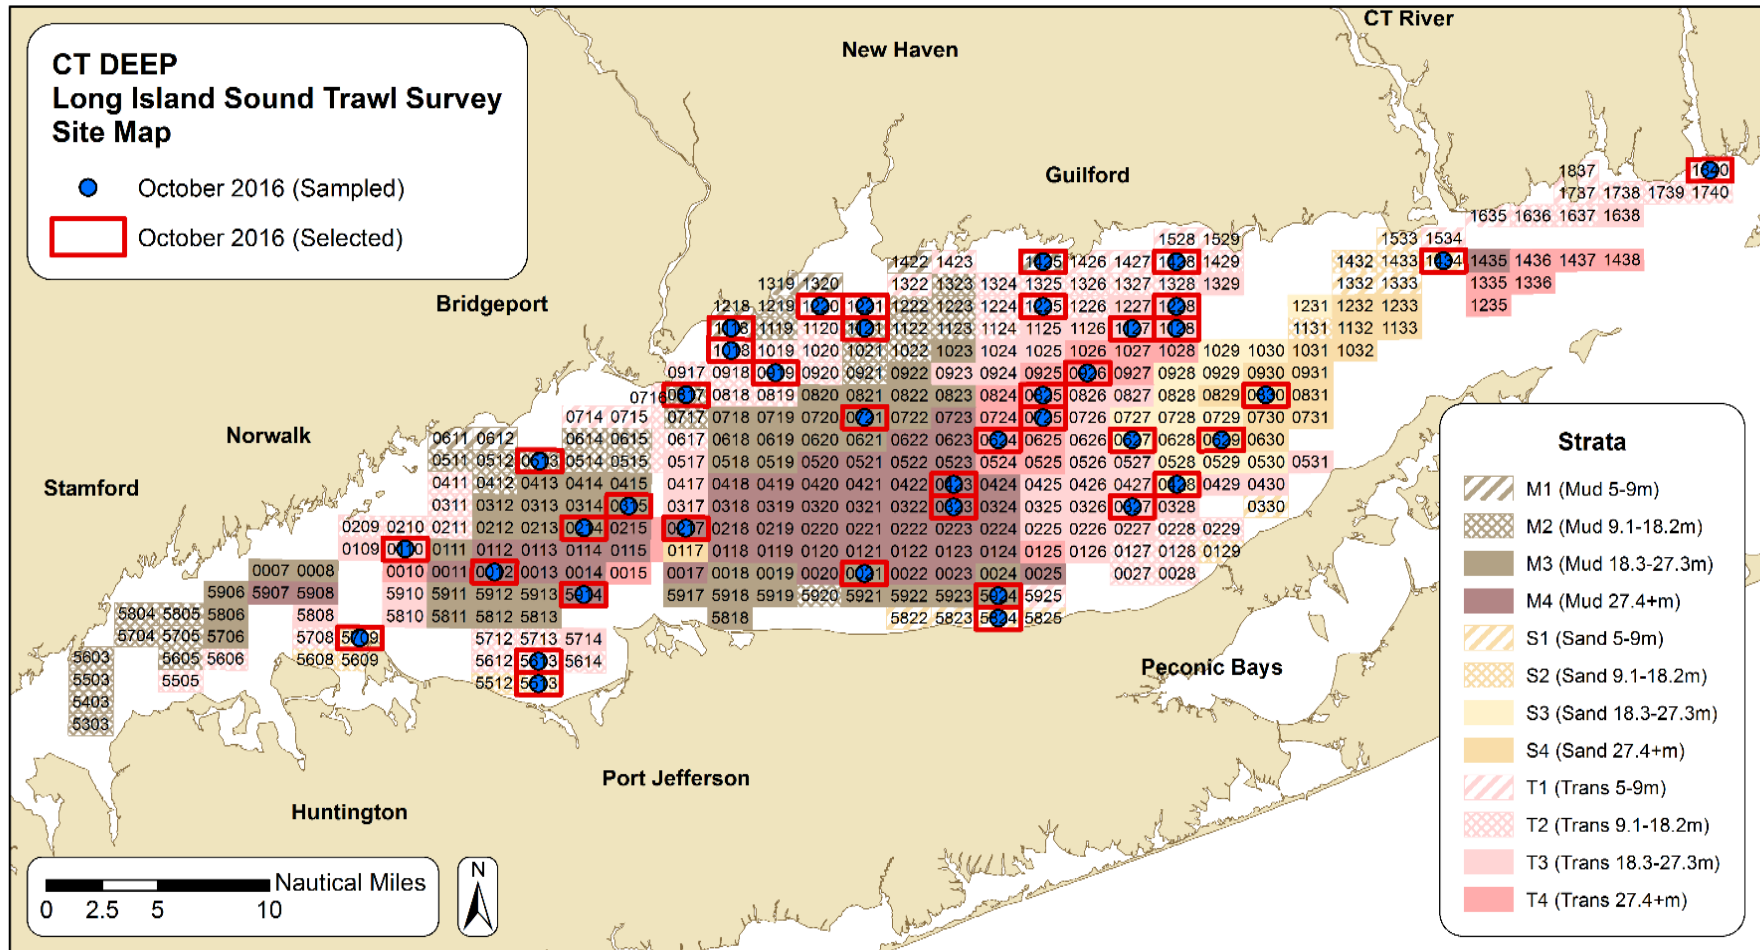 CT River
New Haven
CT DEEP
Long Island Sound Trawl Survey
Site Map
October 2016 (Sampled)
October 2016 (Selected)
Guilford
1837
1737 1738 1739 1740
1635 1636 1637 1638
1528 1529 1533 1534
1422 1423 1426 1427 1429 1432 1433 1435 1436 1437 1438
1319 1320 1322 1323 1324 1325 1326 1327 1328 1329 1332 1333 1335 1336
Bridgeport
1218 1219 1222 1223 1224 1226 1227 1231 1232 1233 1235
1119 1120 1122 1123 1124 1125 1126 1131 1132 1133
1019 1020 1021 1022 1023 1024 1025 1026 1027 1028 1029 1030 1031 1032
0917 0918 0920 0921 0922 0923 0924 0925 0927 0928 0929 0930 0931
0716 0818 0819 0820 0821 0822 0823 0824 0826 0827 0828 0829 0831
0714 0715 0717 0718 0719 0720 0722 0723 0724 0726 0727 0728 0729 0730 0731
Norwalk
0611 0612 0614 0615 0617 0618 0619 0620 0621 0622 0623 0625 0626 0628 0630
0511 0512 0514 0515 0517 0518 0519 0520 0521 0522 0523 0524 0525 0526 0527 0528 0529 0530 0531
Stamford
0411 0412 0413 0414 0415 0417 0418 0419 0420 0421 0422 0424 0425 0426 0427 0429 0430
0311 0312 0313 0314 0317 0318 0319 0320 0321 0322 0324 0325 0326 0328 0330
0209 0210 0211 0212 0213 0215 0218 0219 0220 0221 0222 0223 0224 0225 0226 0227 0228 0229
0109 0111 0112 0113 0114 0115 0117 0118 0119 0120 0121 0122 0123 0124 0125 0126 0127 0128 0129
0007 0008 0010 0011 0013 0014 0015 0017 0018 0019 0020 0022 0023 0024 0025 0027 0028
5906 5907 5908 5910 5911 5912 5913 5917 5918 5919 5920 5921 5922 5923 5925
5804 5805 5806 5808 5810 5811 5812 5813 5818 5822 5823 5825
5704 5705 5706 5708 5712 5713 5714
5603 5605 5606 5608 5609 5612 5614
5503 5505 5512
5403
5303
Peconic Bays
Port Jefferson
Huntington
Strata
M1 (Mud 5-9m)
M2 (Mud 9.1-18.2m)
M3 (Mud 18.3-27.3m)
M4 (Mud 27.4+m)
S1 (Sand 5-9m)
S2 (Sand 9.1-18.2m)
S3 (Sand 18.3-27.3m)
S4 (Sand 27.4+m)
T1 (Trans 5-9m)
T2 (Trans 9.1-18.2m)
T3 (Trans 18.3-27.3m)
T4 (Trans 27.4+m)
Nautical Miles
0 2.5 5 10
N